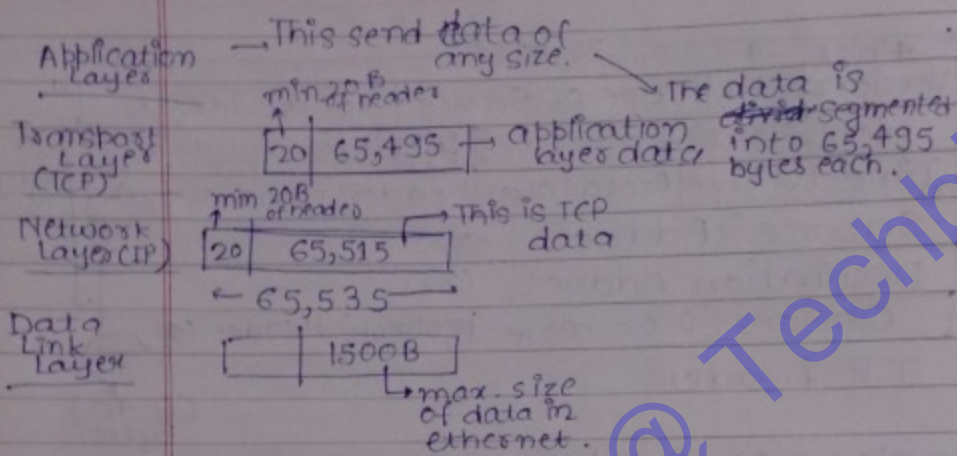 Application Layer → This send data of any size.
min 20B of header
The data is segmented into 65,495 bytes each.
Transport Layer (TCP)
20 | 65,495 → application layer data
min 20B of header
This is TCP data
Network Layer (IP)
20 | 65,515
← 65,535 →
Data Link Layer
1500B
max. size of data in ethernet.
@ Tech